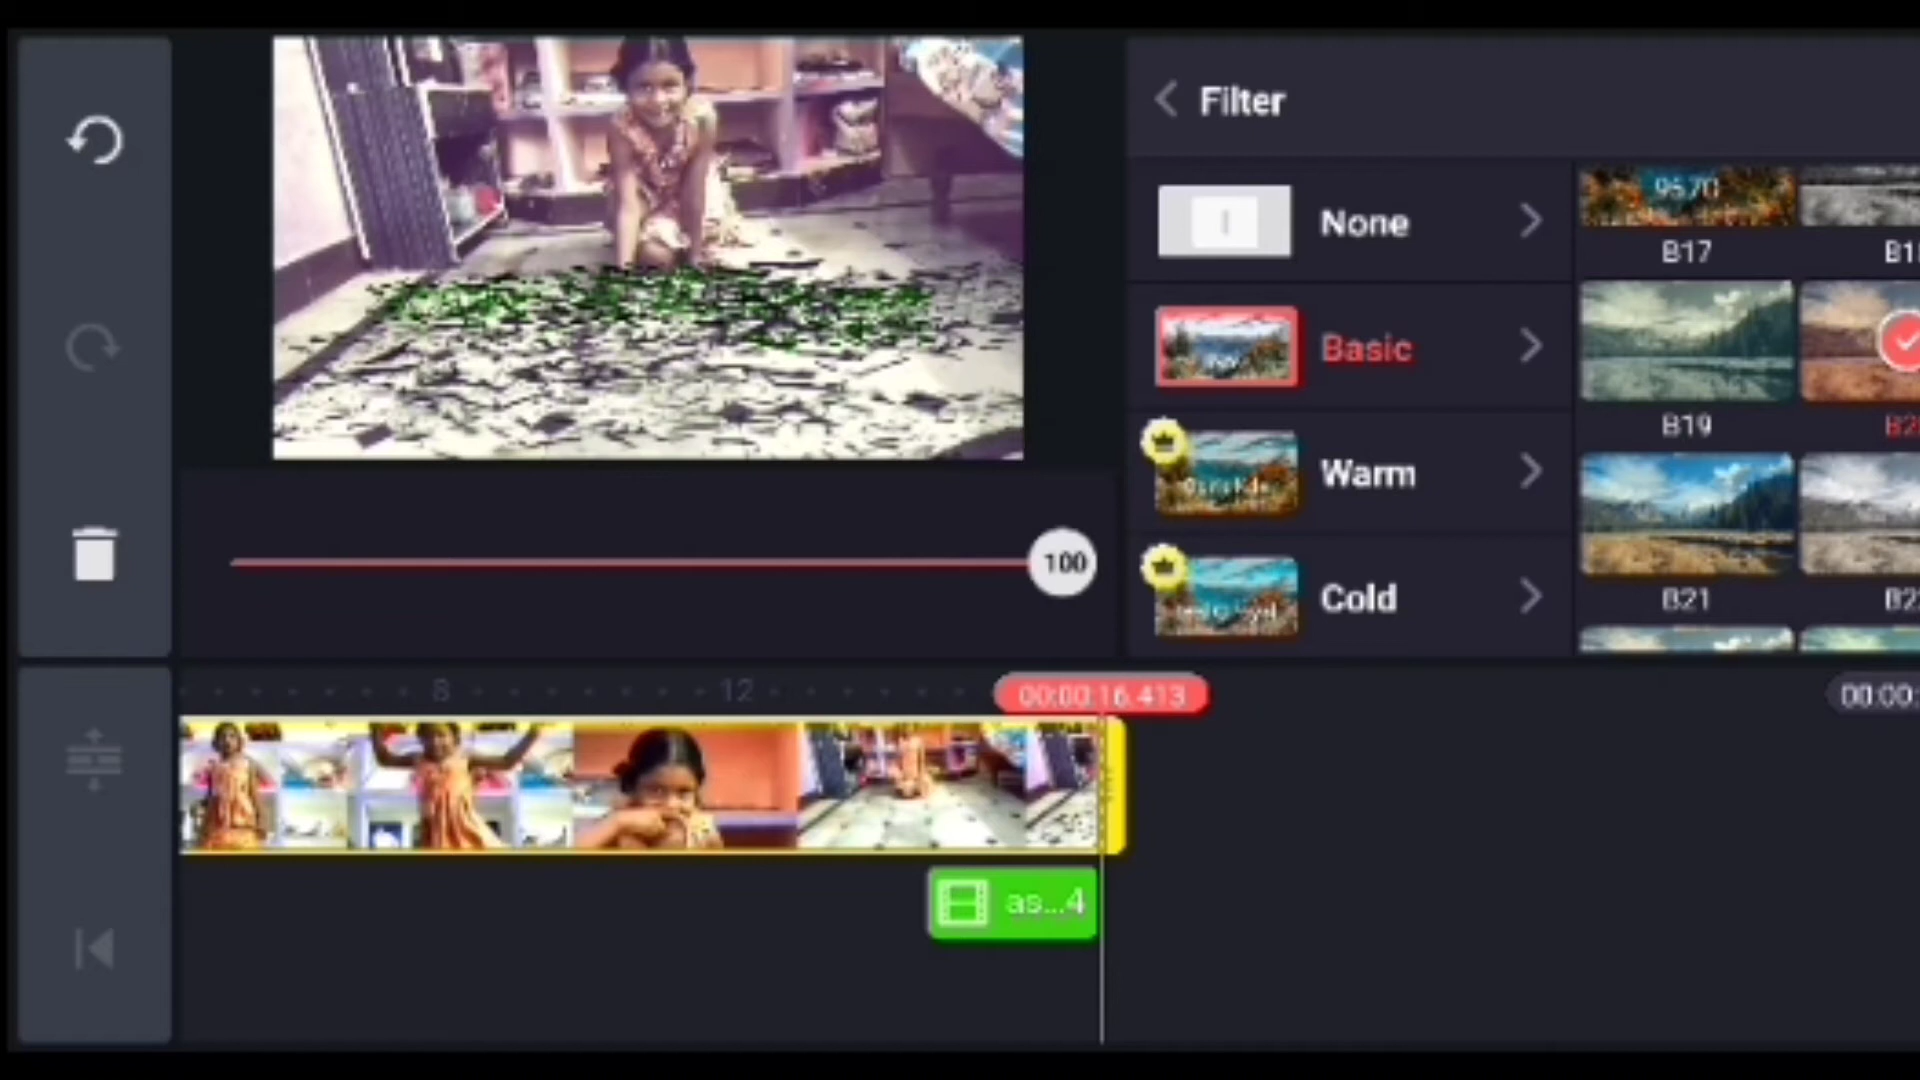 Filter
None
Basic
Warm
Cold
B17
B19
B21
100
8
12
00:00:16.413
00:00:
as...4